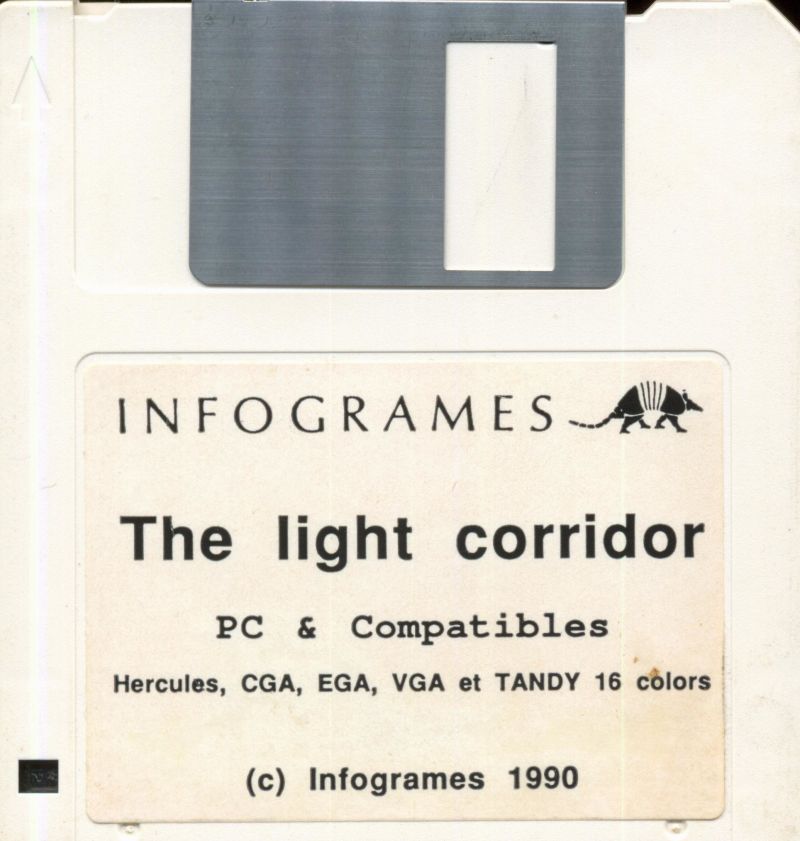 INFOGRAMES
The light corridor
PC & Compatibles
Hercules, CGA, EGA, VGA et TANDY 16 colors
(c) Infogrames 1990